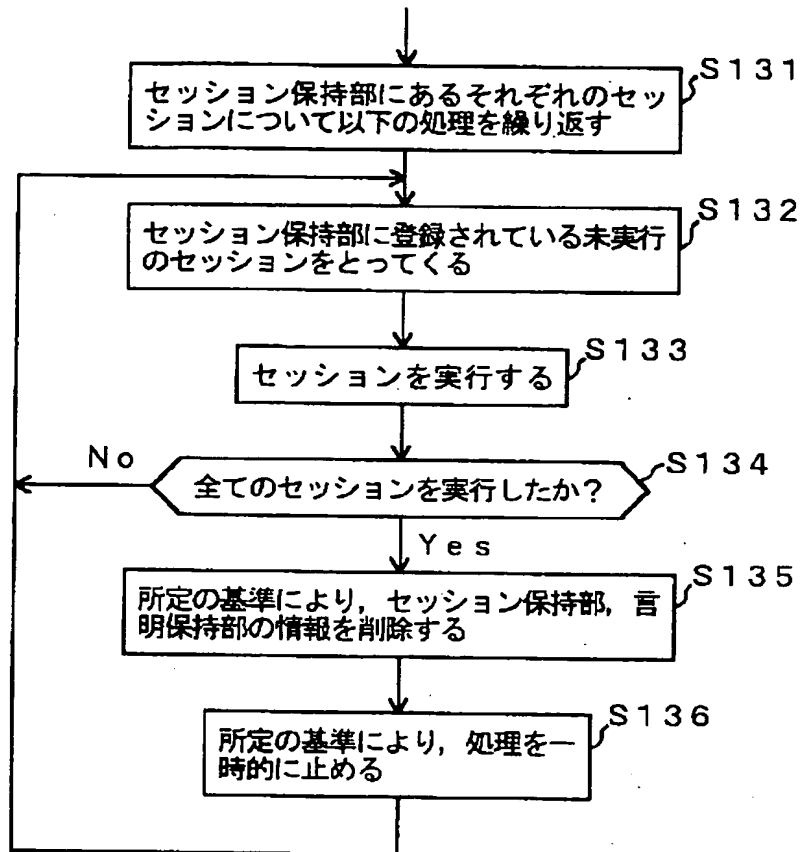 S131
セッション保持部にあるそれぞれのセッ
ションについて以下の処理を繰り返す
S132
セッション保持部に登録されている未実行
のセッションをとってくる
S133
セッションを実行する
No
S134
全てのセッションを実行したか?
Yes
S135
所定の基準により,セッション保持部,言
明保持部の情報を削除する
S136
所定の基準により,処理を一
時的に止める